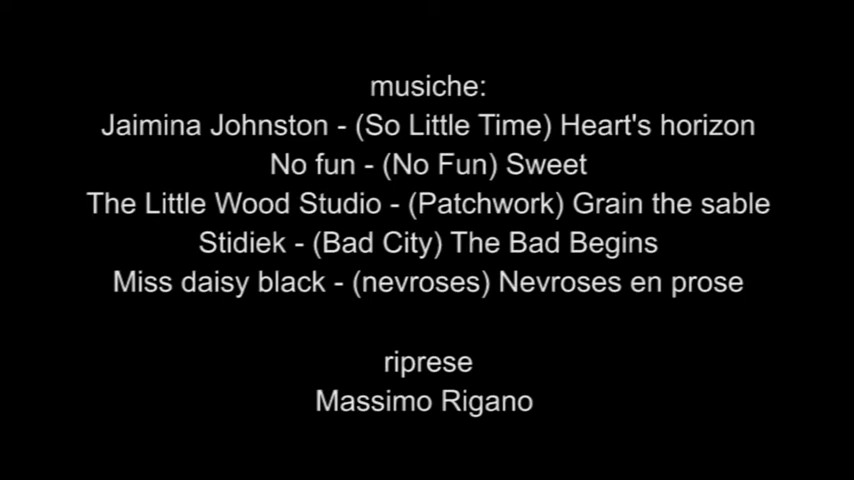 musiche:
Jaimina Johnston - (So Little Time) Heart's horizon
No fun - (No Fun) Sweet
The Little Wood Studio - (Patchwork) Grain the sable
Stidiek - (Bad City) The Bad Begins
Miss daisy black - (nevroses) Nevroses en prose
riprese
Massimo Rigano